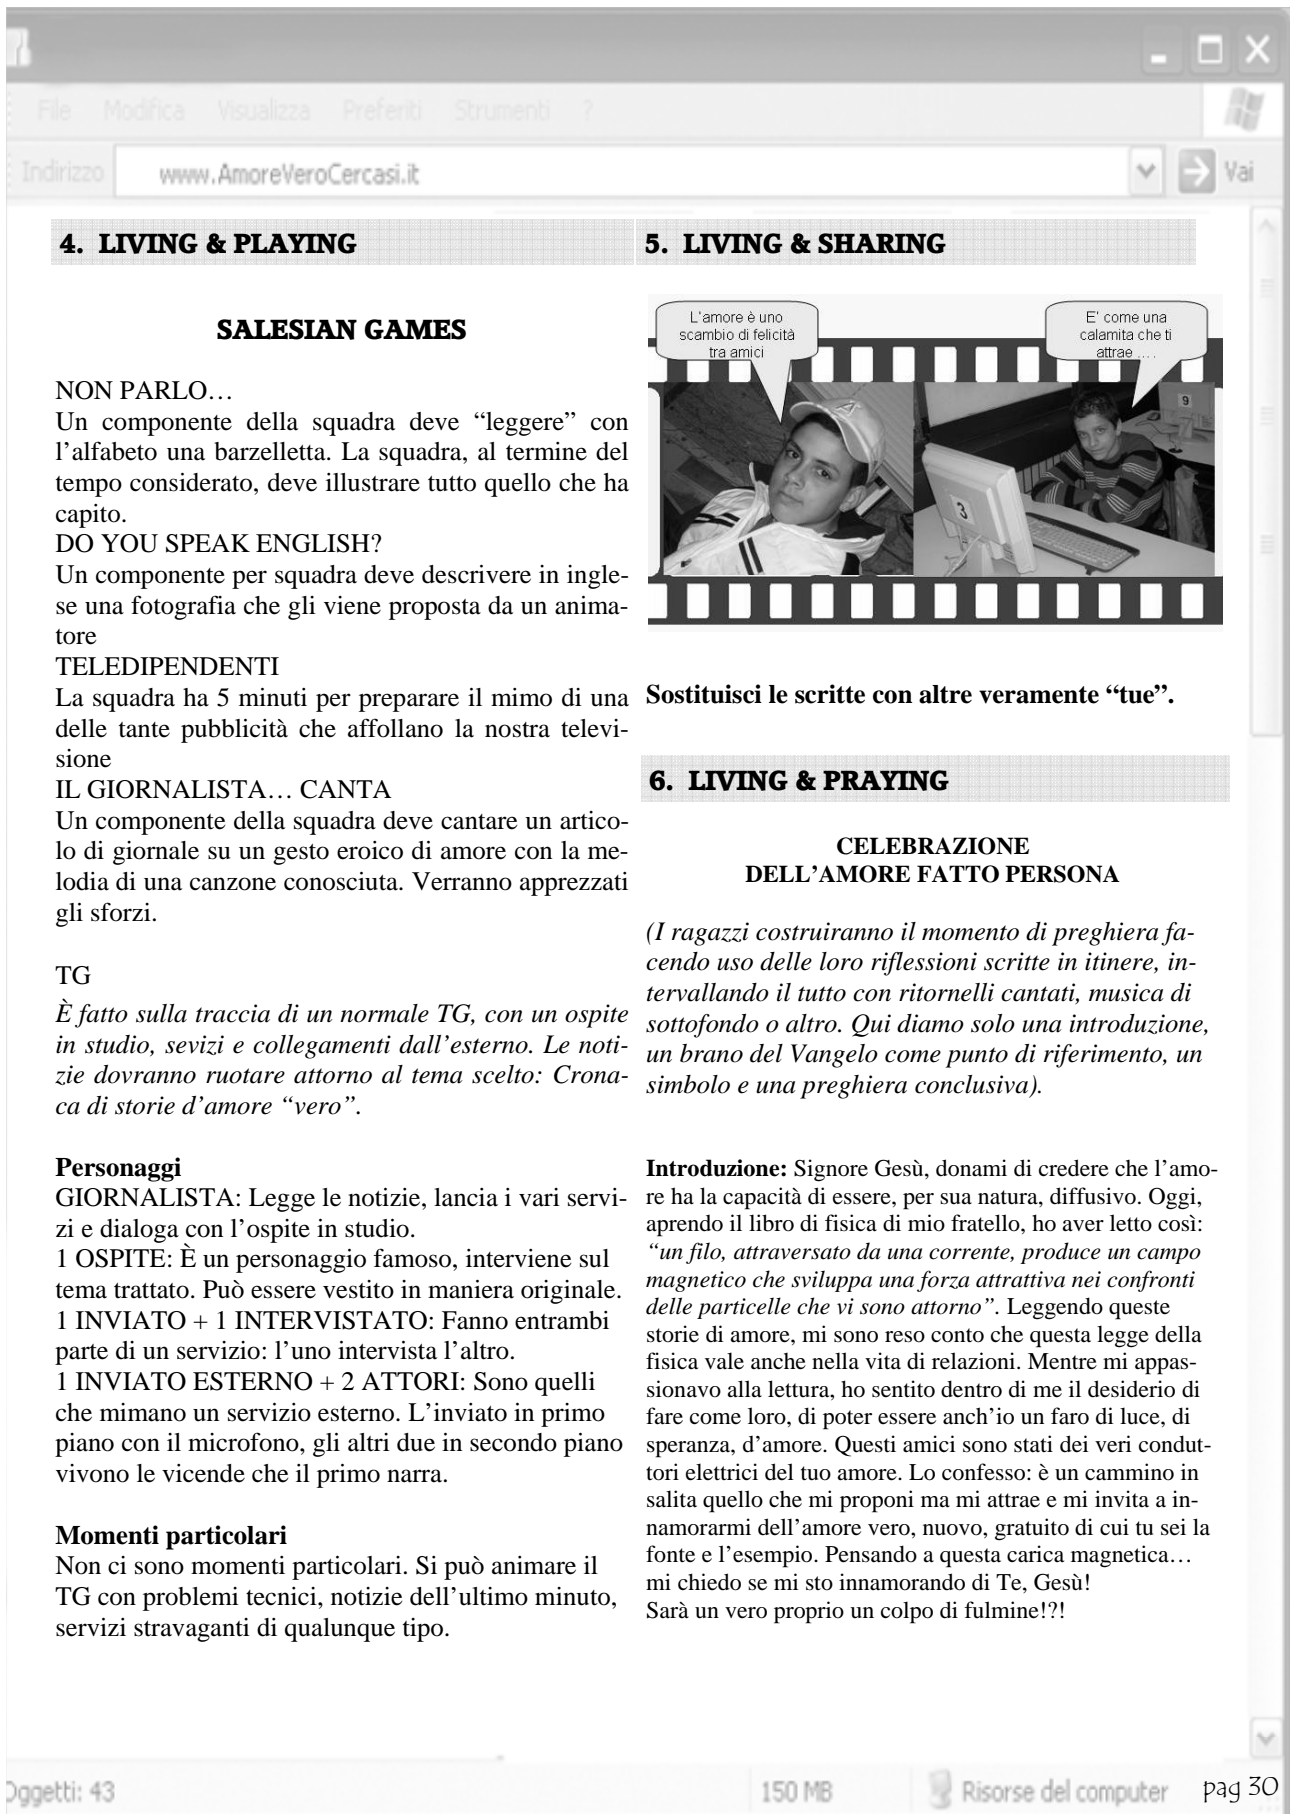 File Modifica Visualizza Preferiti Strumenti ?
Indirizzo www.AmoreVeroCercasi.it Vai
4. LIVING & PLAYING
SALESIAN GAMES
NON PARLO…
Un componente della squadra deve “leggere” con
l’alfabeto una barzelletta. La squadra, al termine del
tempo considerato, deve illustrare tutto quello che ha
capito.
DO YOU SPEAK ENGLISH?
Un componente per squadra deve descrivere in ingle-
se una fotografia che gli viene proposta da un anima-
tore
TELEDIPENDENTI
La squadra ha 5 minuti per preparare il mimo di una
delle tante pubblicità che affollano la nostra televi-
sione
IL GIORNALISTA… CANTA
Un componente della squadra deve cantare un artico-
lo di giornale su un gesto eroico di amore con la me-
lodia di una canzone conosciuta. Verranno apprezzati
gli sforzi.
TG
È fatto sulla traccia di un normale TG, con un ospite
in studio, sevizi e collegamenti dall’esterno. Le noti-
zie dovranno ruotare attorno al tema scelto: Crona-
ca di storie d’amore “vero”.
Personaggi
GIORNALISTA: Legge le notizie, lancia i vari servi-
zi e dialoga con l’ospite in studio.
1 OSPITE: È un personaggio famoso, interviene sul
tema trattato. Può essere vestito in maniera originale.
1 INVIATO + 1 INTERVISTATO: Fanno entrambi
parte di un servizio: l’uno intervista l’altro.
1 INVIATO ESTERNO + 2 ATTORI: Sono quelli
che mimano un servizio esterno. L’inviato in primo
piano con il microfono, gli altri due in secondo piano
vivono le vicende che il primo narra.
Momenti particolari
Non ci sono momenti particolari. Si può animare il
TG con problemi tecnici, notizie dell’ultimo minuto,
servizi stravaganti di qualunque tipo.
5. LIVING & SHARING
L'amore è uno
scambio di felicità
tra amici
E' come una
calamita che ti
attrae ....
9
3
Sostituisci le scritte con altre veramente “tue”.
6. LIVING & PRAYING
CELEBRAZIONE
DELL’AMORE FATTO PERSONA
(I ragazzi costruiranno il momento di preghiera fa-
cendo uso delle loro riflessioni scritte in itinere, in-
tervallando il tutto con ritornelli cantati, musica di
sottofondo o altro. Qui diamo solo una introduzione,
un brano del Vangelo come punto di riferimento, un
simbolo e una preghiera conclusiva).
Introduzione: Signore Gesù, donami di credere che l’amo-
re ha la capacità di essere, per sua natura, diffusivo. Oggi,
aprendo il libro di fisica di mio fratello, ho aver letto così:
“un filo, attraversato da una corrente, produce un campo
magnetico che sviluppa una forza attrattiva nei confronti
delle particelle che vi sono attorno”. Leggendo queste
storie di amore, mi sono reso conto che questa legge della
fisica vale anche nella vita di relazioni. Mentre mi appas-
sionavo alla lettura, ho sentito dentro di me il desiderio di
fare come loro, di poter essere anch’io un faro di luce, di
speranza, d’amore. Questi amici sono stati dei veri condut-
tori elettrici del tuo amore. Lo confesso: è un cammino in
salita quello che mi proponi ma mi attrae e mi invita a in-
namorarmi dell’amore vero, nuovo, gratuito di cui tu sei la
fonte e l’esempio. Pensando a questa carica magnetica…
mi chiedo se mi sto innamorando di Te, Gesù!
Sarà un vero proprio un colpo di fulmine!?!
Oggetti: 43 150 MB Risorse del computer pag 30